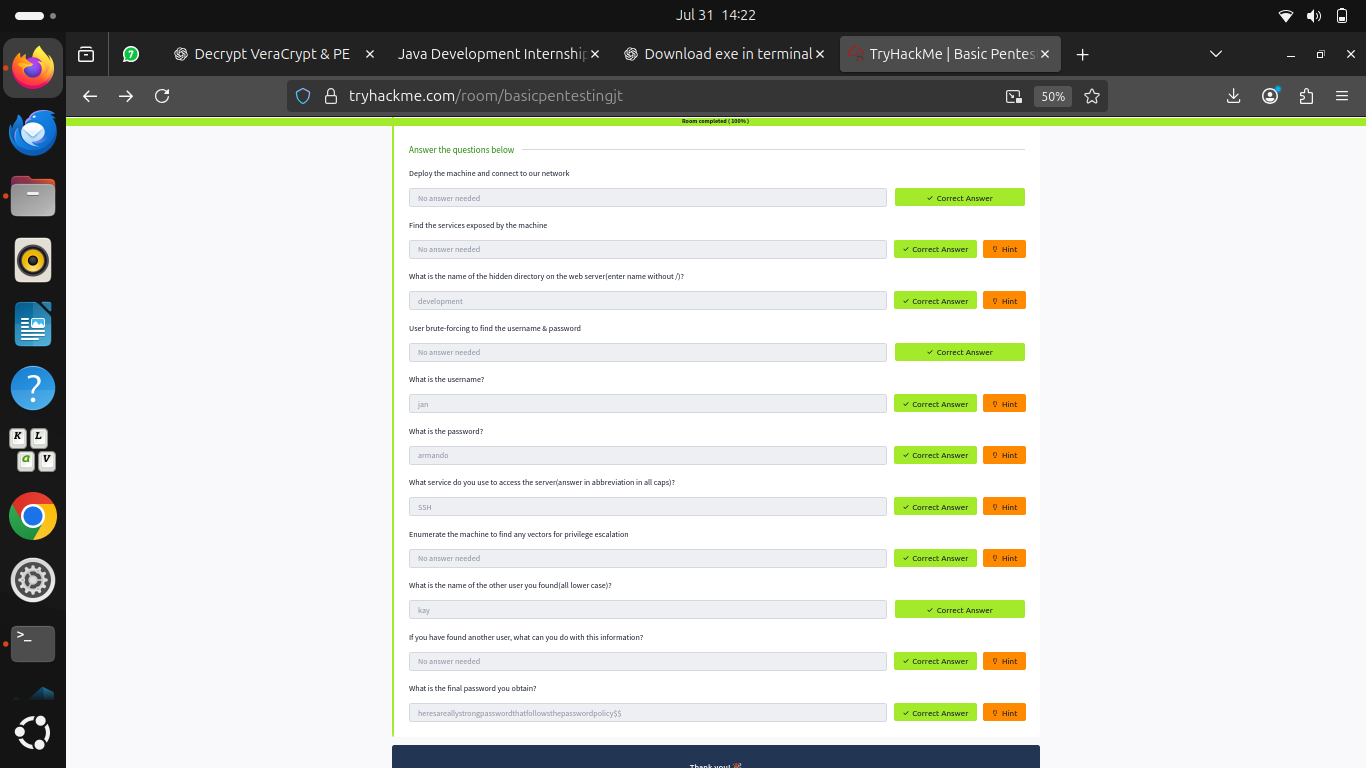 Jul 31 14:22
7
Decrypt VeraCrypt & PE
Java Development Internship
Download exe in terminal
TryHackMe | Basic Pentes
tryhackme.com/room/basicpentestingjt
50%
Room completed ( 100% )
Answer the questions below
Deploy the machine and connect to our network
No answer needed
Correct Answer
Find the services exposed by the machine
No answer needed
Correct Answer
Hint
What is the name of the hidden directory on the web server(enter name without /)?
development
Correct Answer
Hint
User brute-forcing to find the username & password
No answer needed
Correct Answer
What is the username?
jan
Correct Answer
Hint
What is the password?
armando
Correct Answer
Hint
What service do you use to access the server(answer in abbreviation in all caps)?
SSH
Correct Answer
Hint
Enumerate the machine to find any vectors for privilege escalation
No answer needed
Correct Answer
Hint
What is the name of the other user you found(all lower case)?
kay
Correct Answer
If you have found another user, what can you do with this information?
No answer needed
Correct Answer
Hint
What is the final password you obtain?
heresareallystrongpasswordthatfollowsthepasswordpolicy$$
Correct Answer
Hint
Thank you!
K L
a V
?
>_